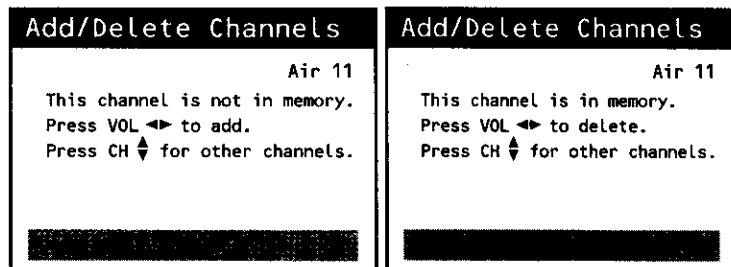 Add/Delete Channels
Air 11
This channel is not in memory.
Press VOL ◄► to add.
Press CH ▲▼ for other channels.
Add/Delete Channels
Air 11
This channel is in memory.
Press VOL ◄► to delete.
Press CH ▲▼ for other channels.